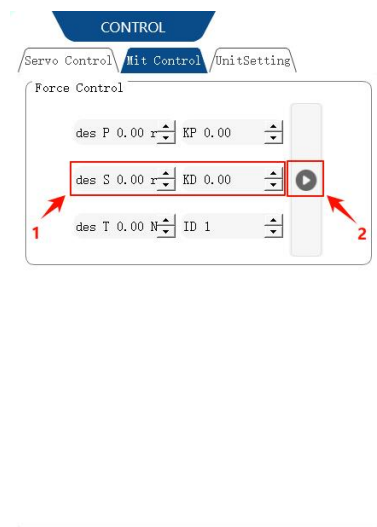 CONTROL
Servo Control Mit Control UnitSetting
Force Control
des P 0.00 r KP 0.00
des S 0.00 r KD 0.00
des T 0.00 N ID 1
1
2